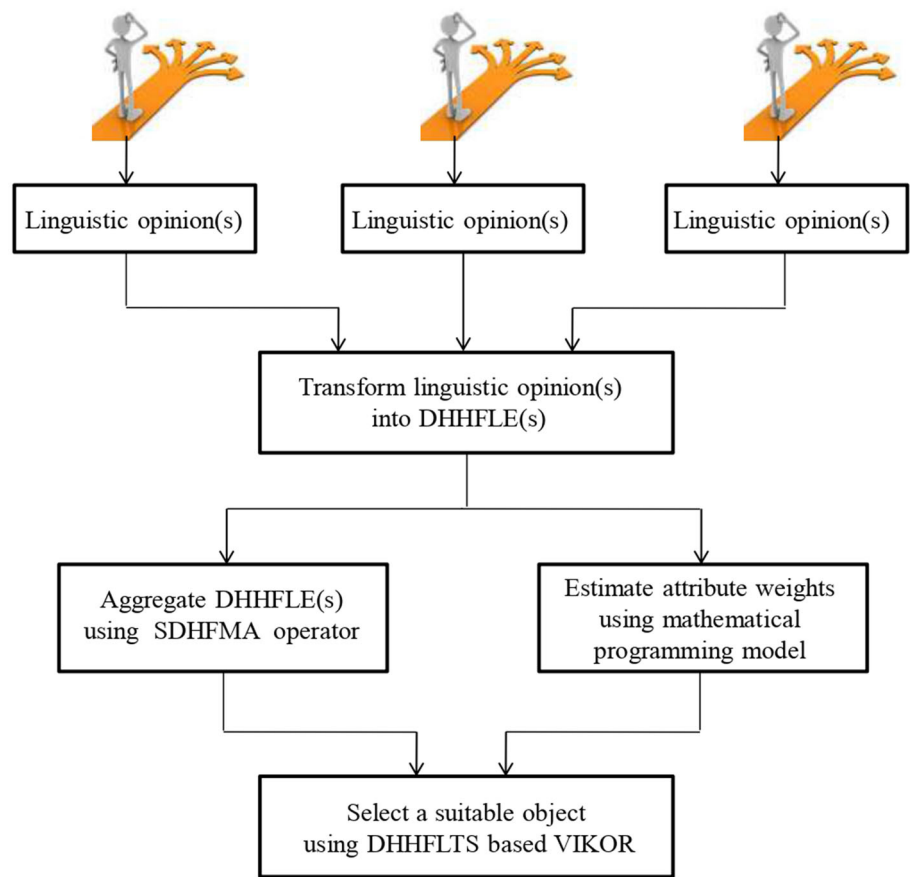 Linguistic opinion(s)
Linguistic opinion(s)
Linguistic opinion(s)
Transform linguistic opinion(s)
into DHHFLE(s)
Aggregate DHHFLE(s)
using SDHFMA operator
Estimate attribute weights
using mathematical
programming model
Select a suitable object
using DHHFLTS based VIKOR